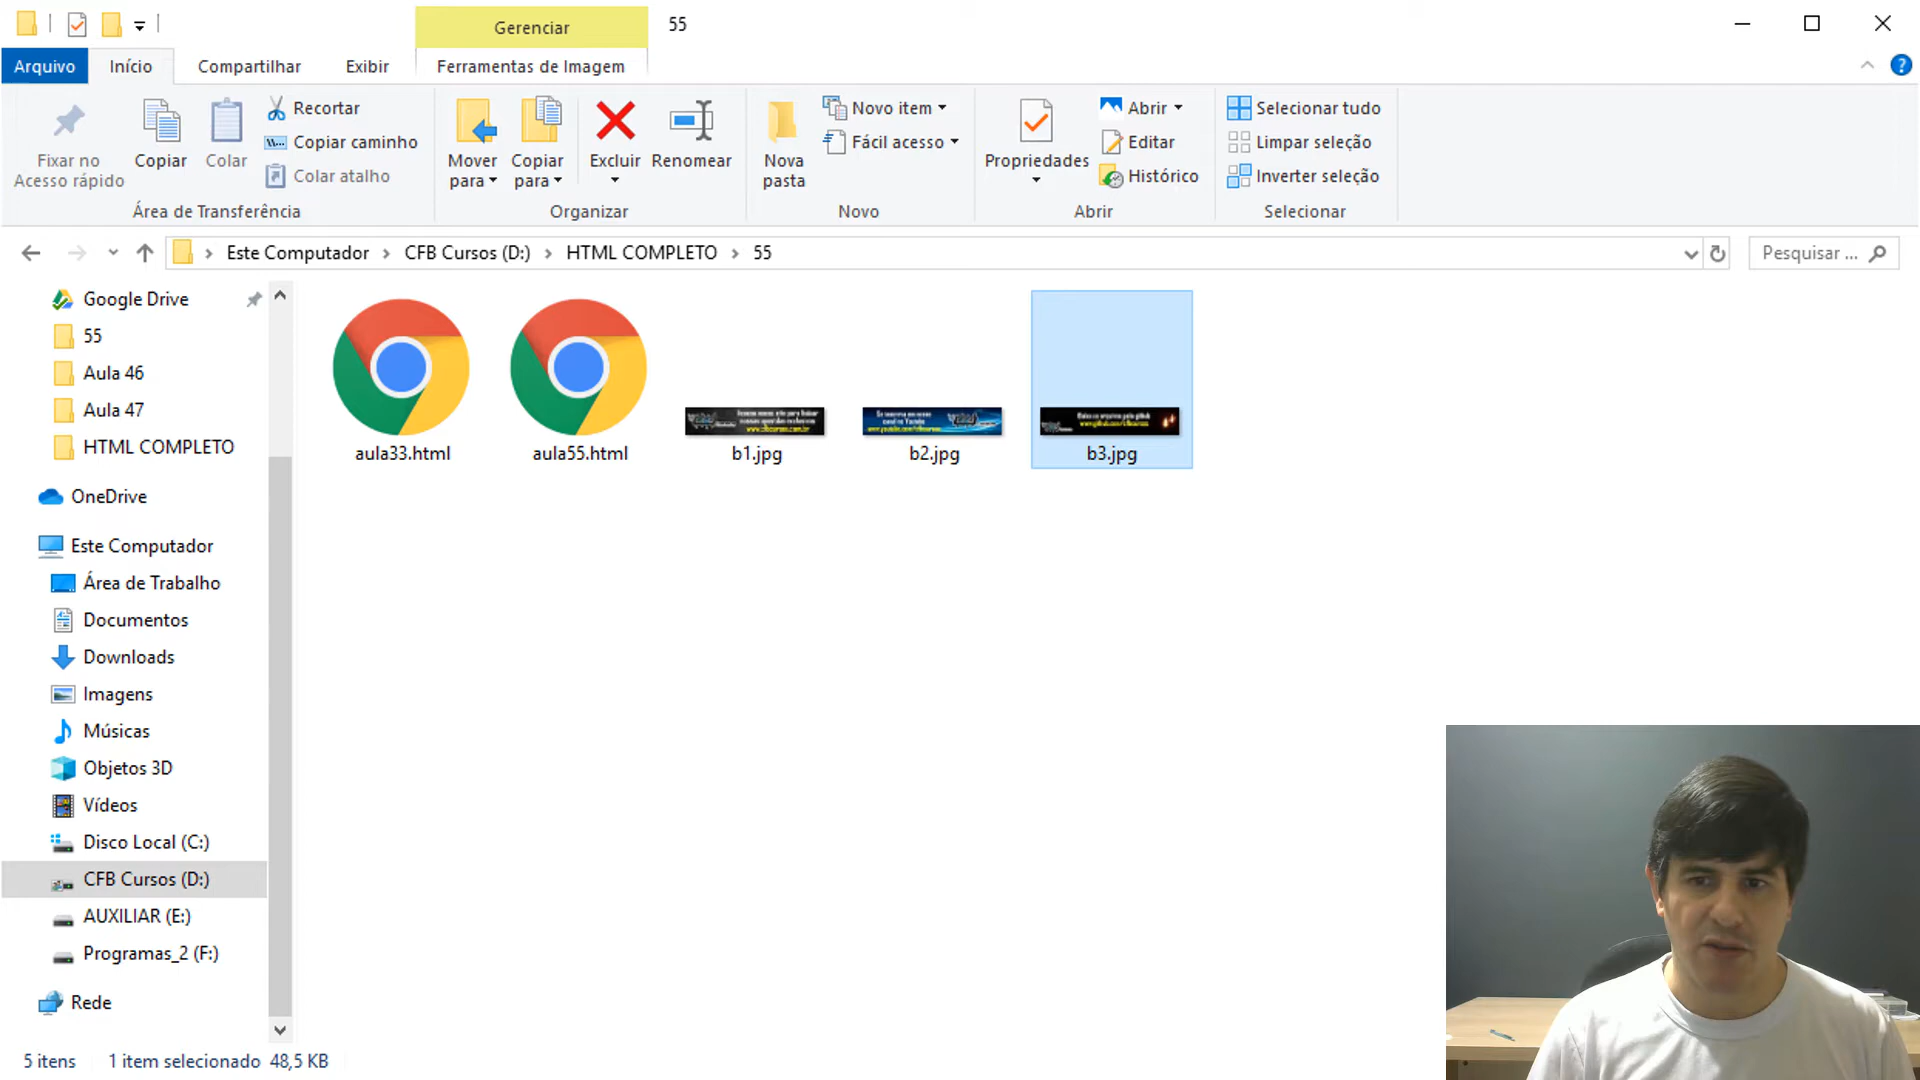 Gerenciar
55
Arquivo
Início
Compartilhar
Exibir
Ferramentas de Imagem
Fixar no
Acesso rápido
Copiar
Colar
Recortar
Copiar caminho
Colar atalho
Área de Transferência
Mover
para
Copiar
para
Excluir
Renomear
Organizar
Nova
pasta
Novo item
Fácil acesso
Novo
Propriedades
Abrir
Editar
Histórico
Abrir
Selecionar tudo
Limpar seleção
Inverter seleção
Selecionar
Este Computador
CFB Cursos (D:)
HTML COMPLETO
55
Pesquisar ...
Google Drive
55
Aula 46
Aula 47
HTML COMPLETO
OneDrive
Este Computador
Área de Trabalho
Documentos
Downloads
Imagens
Músicas
Objetos 3D
Vídeos
Disco Local (C:)
CFB Cursos (D:)
AUXILIAR (E:)
Programas_2 (F:)
Rede
aula33.html
aula55.html
b1.jpg
b2.jpg
b3.jpg
5 itens
1 item selecionado 48,5 KB